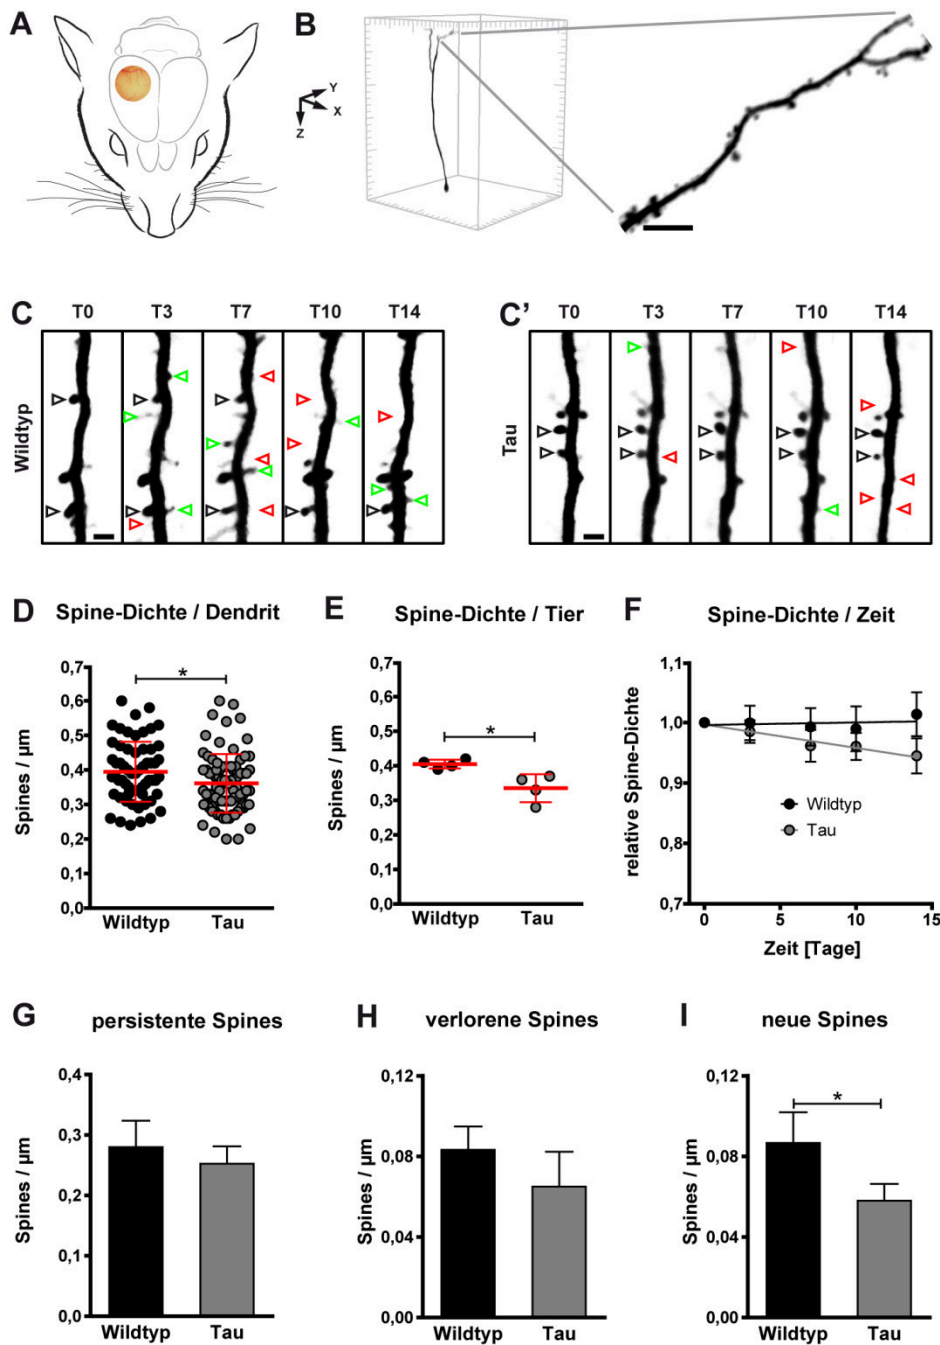 A
B
Y
X
Z
C
T0 T3 T7 T10 T14
Wildtyp
C'
T0 T3 T7 T10 T14
Tau
D Spine-Dichte / Dendrit
0,7
0,6
0,5
0,4
0,3
0,2
0,1
0,0
Spines / µm
*
Wildtyp Tau
E Spine-Dichte / Tier
0,7
0,6
0,5
0,4
0,3
0,2
0,1
0,0
Spines / µm
*
Wildtyp Tau
F Spine-Dichte / Zeit
1,1
1,0
0,9
0,8
0,7
relative Spine-Dichte
Wildtyp
Tau
0 5 10 15
Zeit [Tage]
G persistente Spines
0,4
0,3
0,2
0,1
0,0
Spines / µm
Wildtyp Tau
H verlorene Spines
0,12
0,08
0,04
0,00
Spines / µm
Wildtyp Tau
I neue Spines
0,12
0,08
0,04
0,00
Spines / µm
*
Wildtyp Tau